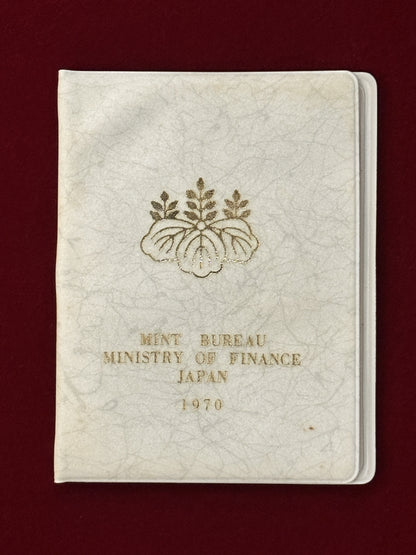 MINT BUREAU
MINISTRY OF FINANCE
JAPAN
1970